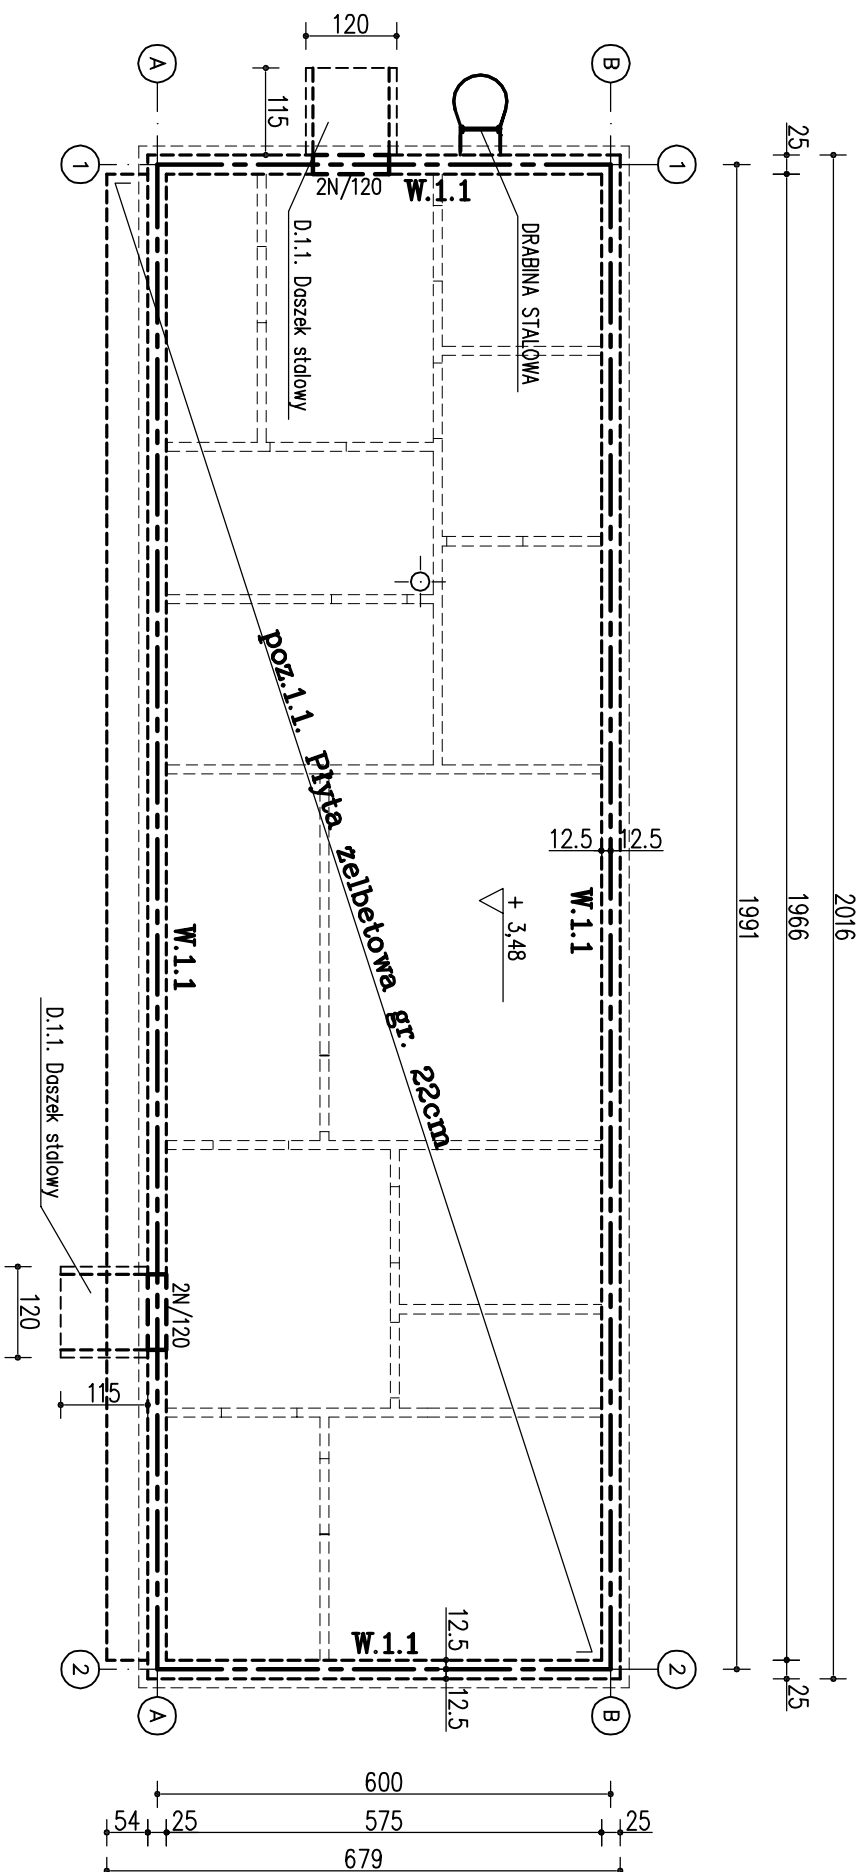 120
A
B
115
25
1
1
2N/120
W.1.1
D.1.1. Daszek stalowy
DRABINA STALOWA
poz.1.1. Płyta żelbetowa gr. 22cm
12.5
12.5
+ 3,48
W.1.1
W.1.1
1991
1966
2016
D.1.1. Daszek stalowy
2N/120
120
115
W.1.1
12.5
12.5
2
2
25
A
B
600
54
25
575
25
679